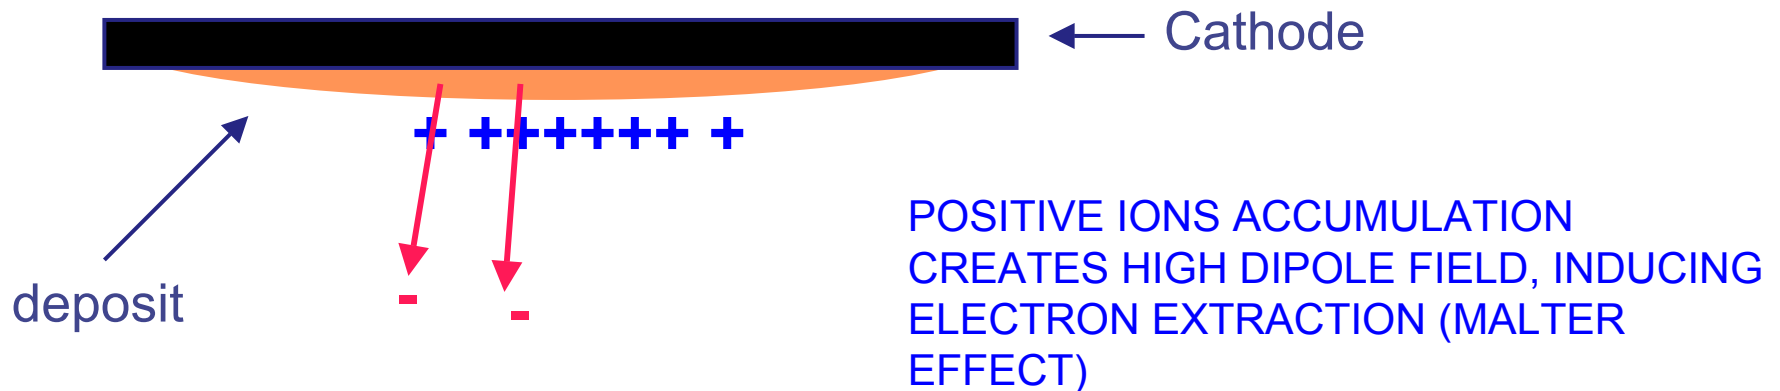 Cathode
+ ++++++ +
deposit
- -
POSITIVE IONS ACCUMULATION
CREATES HIGH DIPOLE FIELD, INDUCING
ELECTRON EXTRACTION (MALTER
EFFECT)